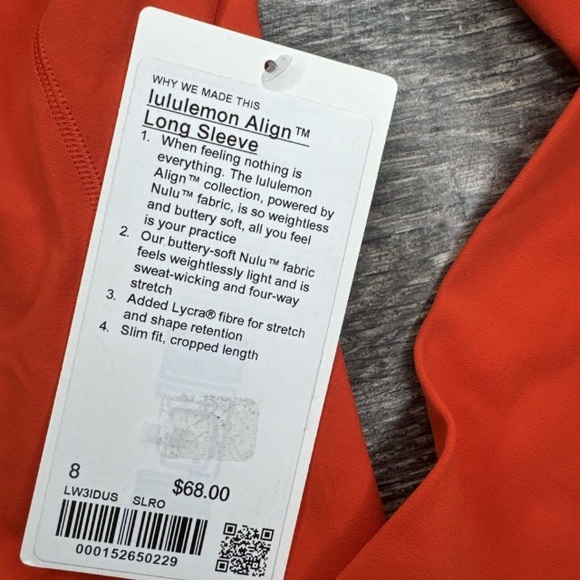 WHY WE MADE THIS
lululemon Align™
Long Sleeve
1. When feeling nothing is
everything. The lululemon
Align™ collection, powered by
Nulu™ fabric, is so weightless
and buttery soft, all you feel
is your practice
2. Our buttery-soft Nulu™ fabric
feels weightlessly light and is
sweat-wicking and four-way
stretch
3. Added Lycra® fibre for stretch
and shape retention
4. Slim fit, cropped length
8
$68.00
LW3IDUS SLRO
000152650229